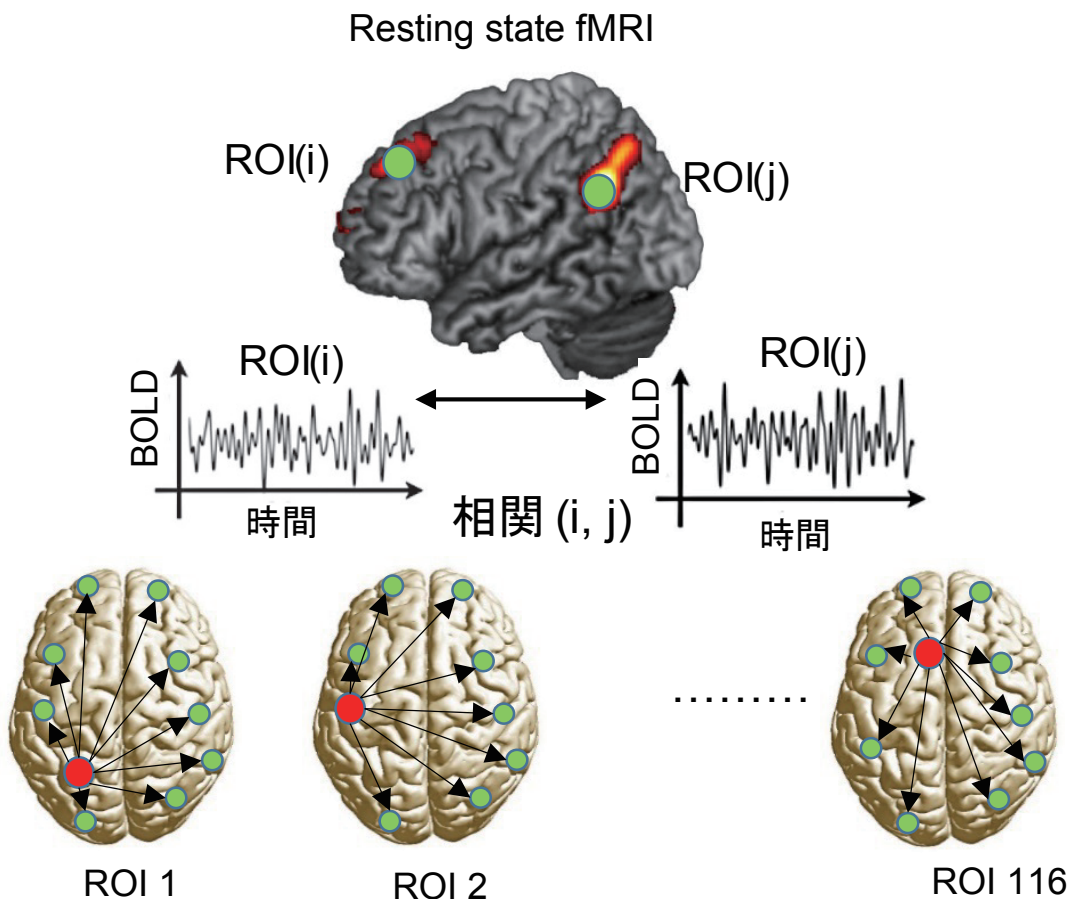 Resting state fMRI
ROI(i)
ROI(j)
ROI(i)
ROI(j)
BOLD
BOLD
時間
相関 (i, j)
時間
.........
ROI 1
ROI 2
ROI 116